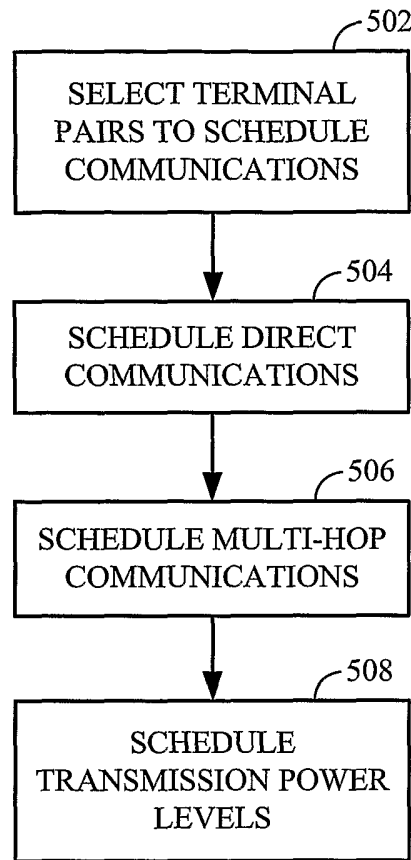 502
SELECT TERMINAL
PAIRS TO SCHEDULE
COMMUNICATIONS
504
SCHEDULE DIRECT
COMMUNICATIONS
506
SCHEDULE MULTI-HOP
COMMUNICATIONS
508
SCHEDULE
TRANSMISSION POWER
LEVELS